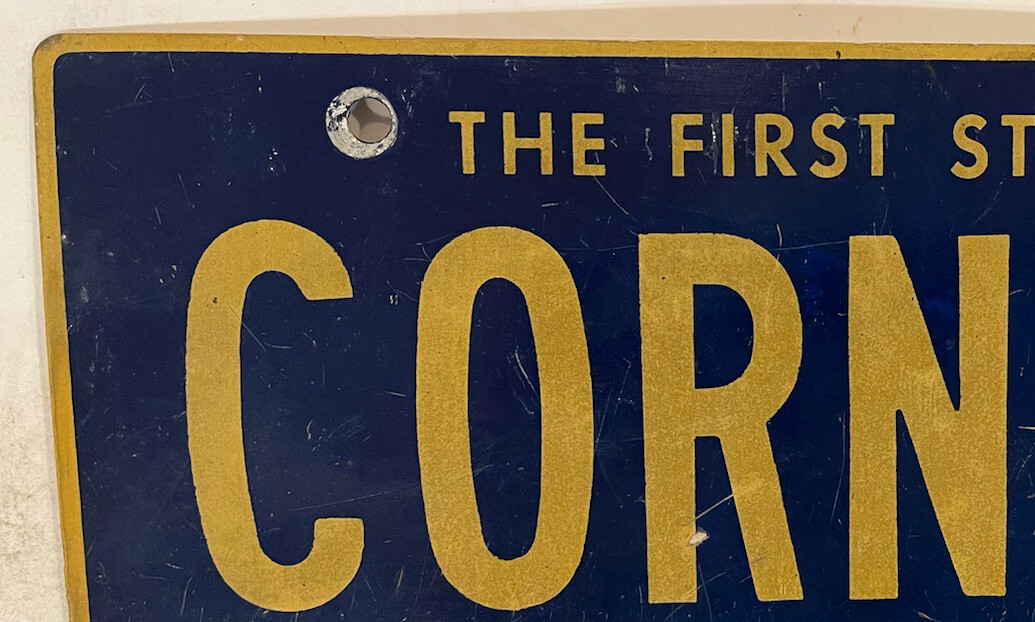 THE FIRST ST
CORN